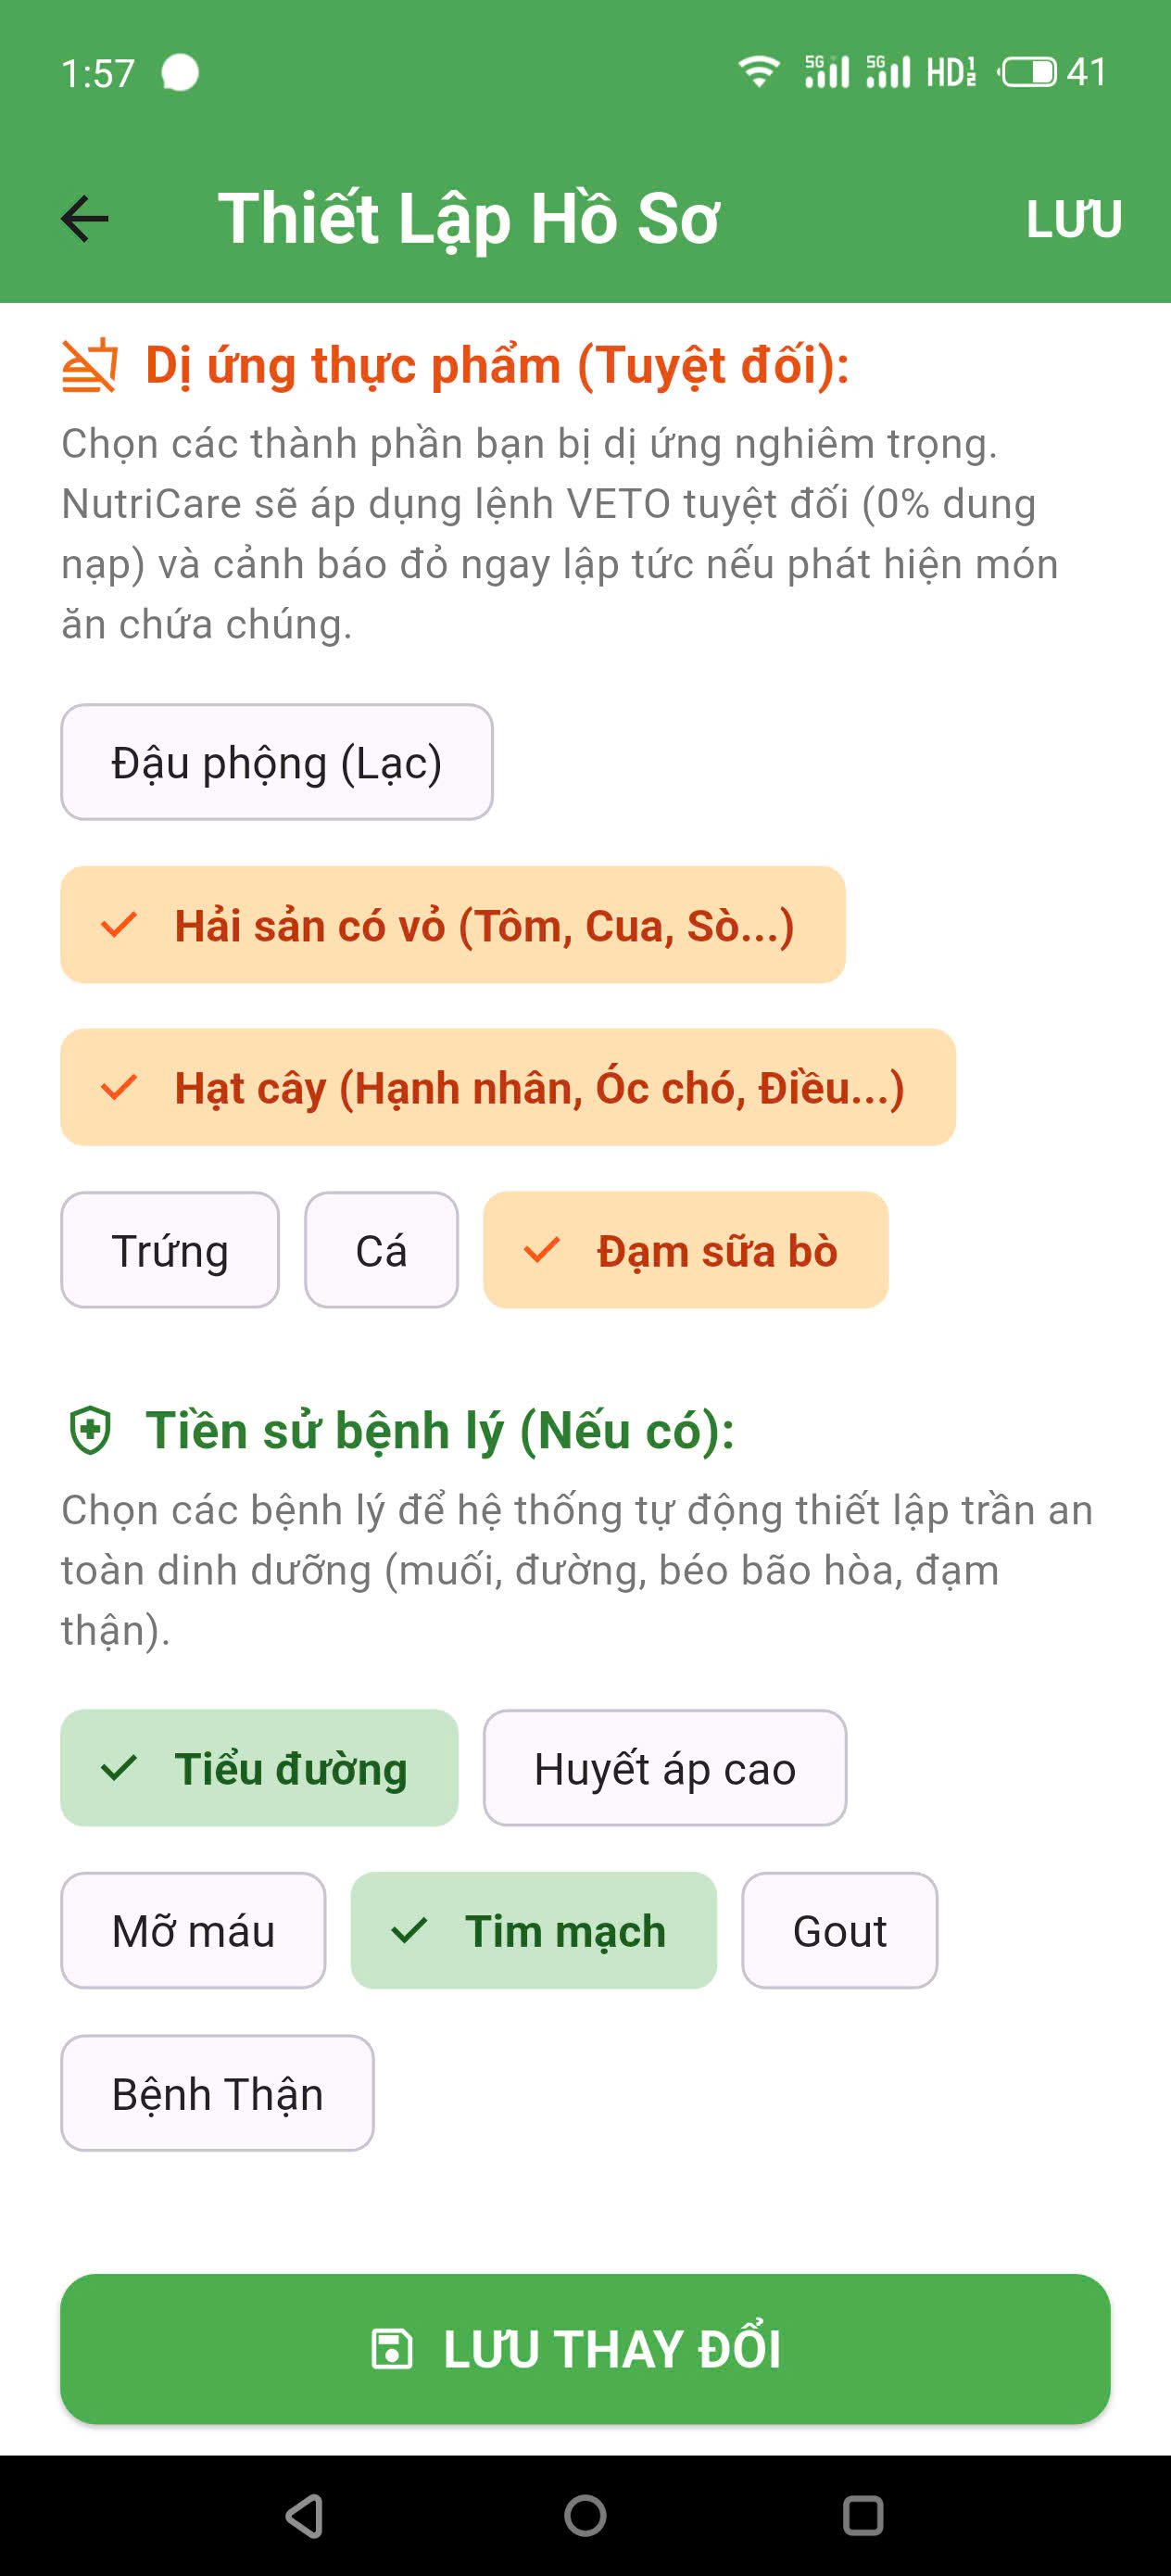 1:57 5G 5G HD 1 2 41
Thiết Lập Hồ Sơ LƯU
Dị ứng thực phẩm (Tuyệt đối):
Chọn các thành phần bạn bị dị ứng nghiêm trọng.
NutriCare sẽ áp dụng lệnh VETO tuyệt đối (0% dung
nạp) và cảnh báo đỏ ngay lập tức nếu phát hiện món
ăn chứa chúng.
Đậu phộng (Lạc)
Hải sản có vỏ (Tôm, Cua, Sò...)
Hạt cây (Hạnh nhân, Óc chó, Điều...)
Trứng Cá Đạm sữa bò
Tiền sử bệnh lý (Nếu có):
Chọn các bệnh lý để hệ thống tự động thiết lập trần an
toàn dinh dưỡng (muối, đường, béo bão hòa, đạm
thận).
Tiểu đường Huyết áp cao
Mỡ máu Tim mạch Gout
Bệnh Thận
LƯU THAY ĐỔI